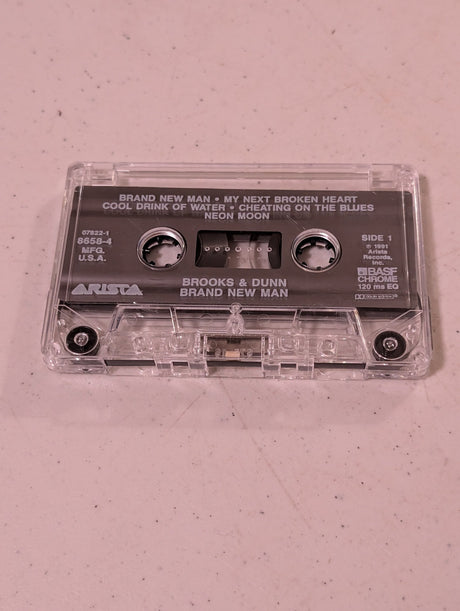 BRAND NEW MAN • MY NEXT BROKEN HEART
COOL DRINK OF WATER • CHEATING ON THE BLUES
NEON MOON
07822-1
8658-4
MFG.
U.S.A.
SIDE 1
℗ 1991
Arista
Records,
Inc.
BASF
CHROME
120 ms EQ
DOLBY SYSTEM
ARISTA
BROOKS & DUNN
BRAND NEW MAN